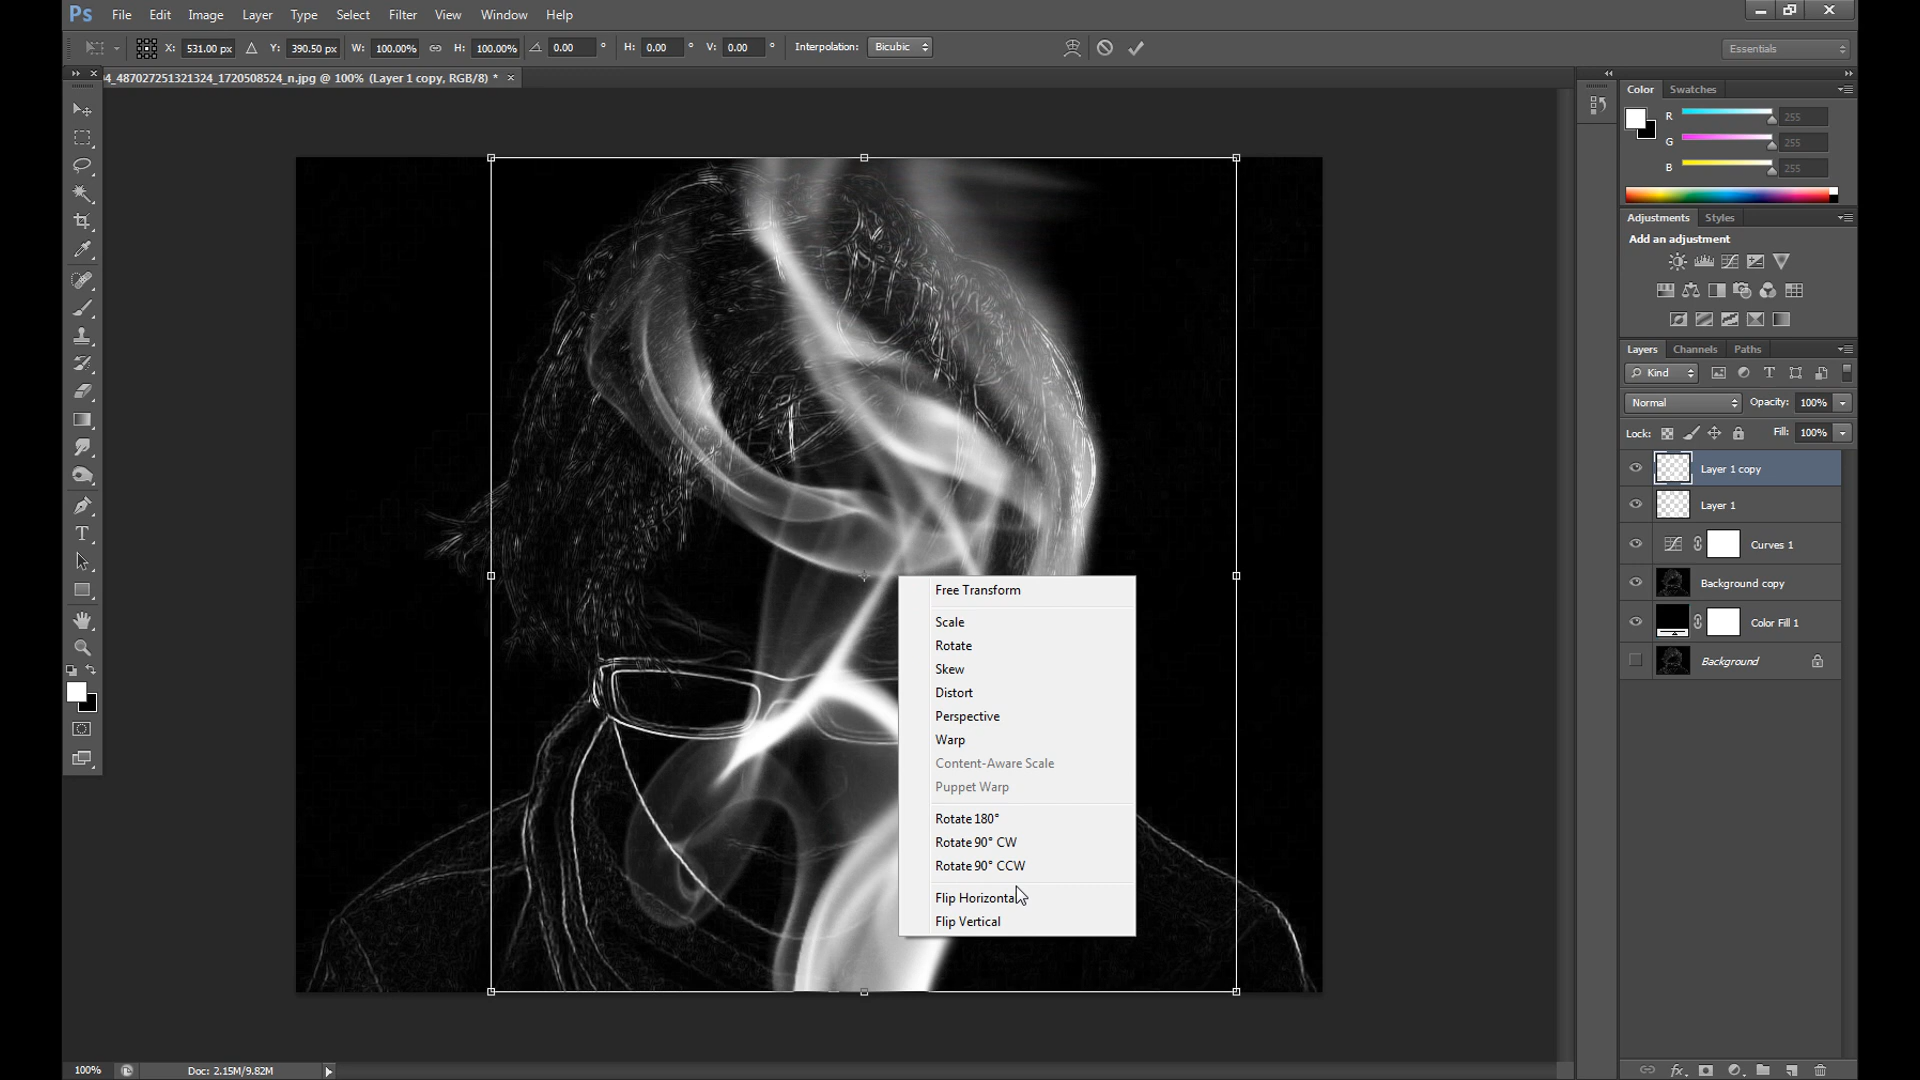 Ps File Edit Image Layer Type Select Filter View Window Help
X: 531.00 px Y: 390.50 px W: 100.00% H: 100.00% 0.00 ° H: 0.00 ° V: 0.00 ° Interpolation: Bicubic Essentials
4_487027251321324_1720508524_n.jpg @ 100% (Layer 1 copy, RGB/8) *
Color Swatches
R 255
G 255
B 255
Adjustments Styles
Add an adjustment
Layers Channels Paths
Kind
Normal Opacity: 100%
Lock: Fill: 100%
Layer 1 copy
Layer 1
Curves 1
Background copy
Color Fill 1
Background
Free Transform
Scale
Rotate
Skew
Distort
Perspective
Warp
Content-Aware Scale
Puppet Warp
Rotate 180°
Rotate 90° CW
Rotate 90° CCW
Flip Horizontal
Flip Vertical
100% Doc: 2.15M/9.82M